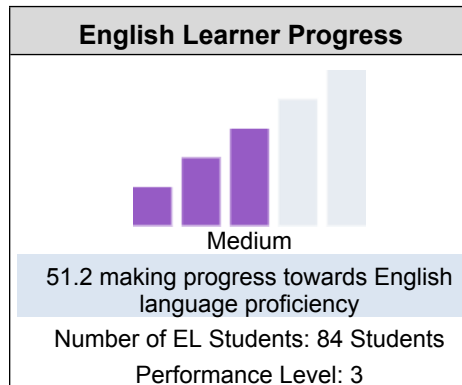 English Learner Progress
Medium
51.2 making progress towards English
language proficiency
Number of EL Students: 84 Students
Performance Level: 3